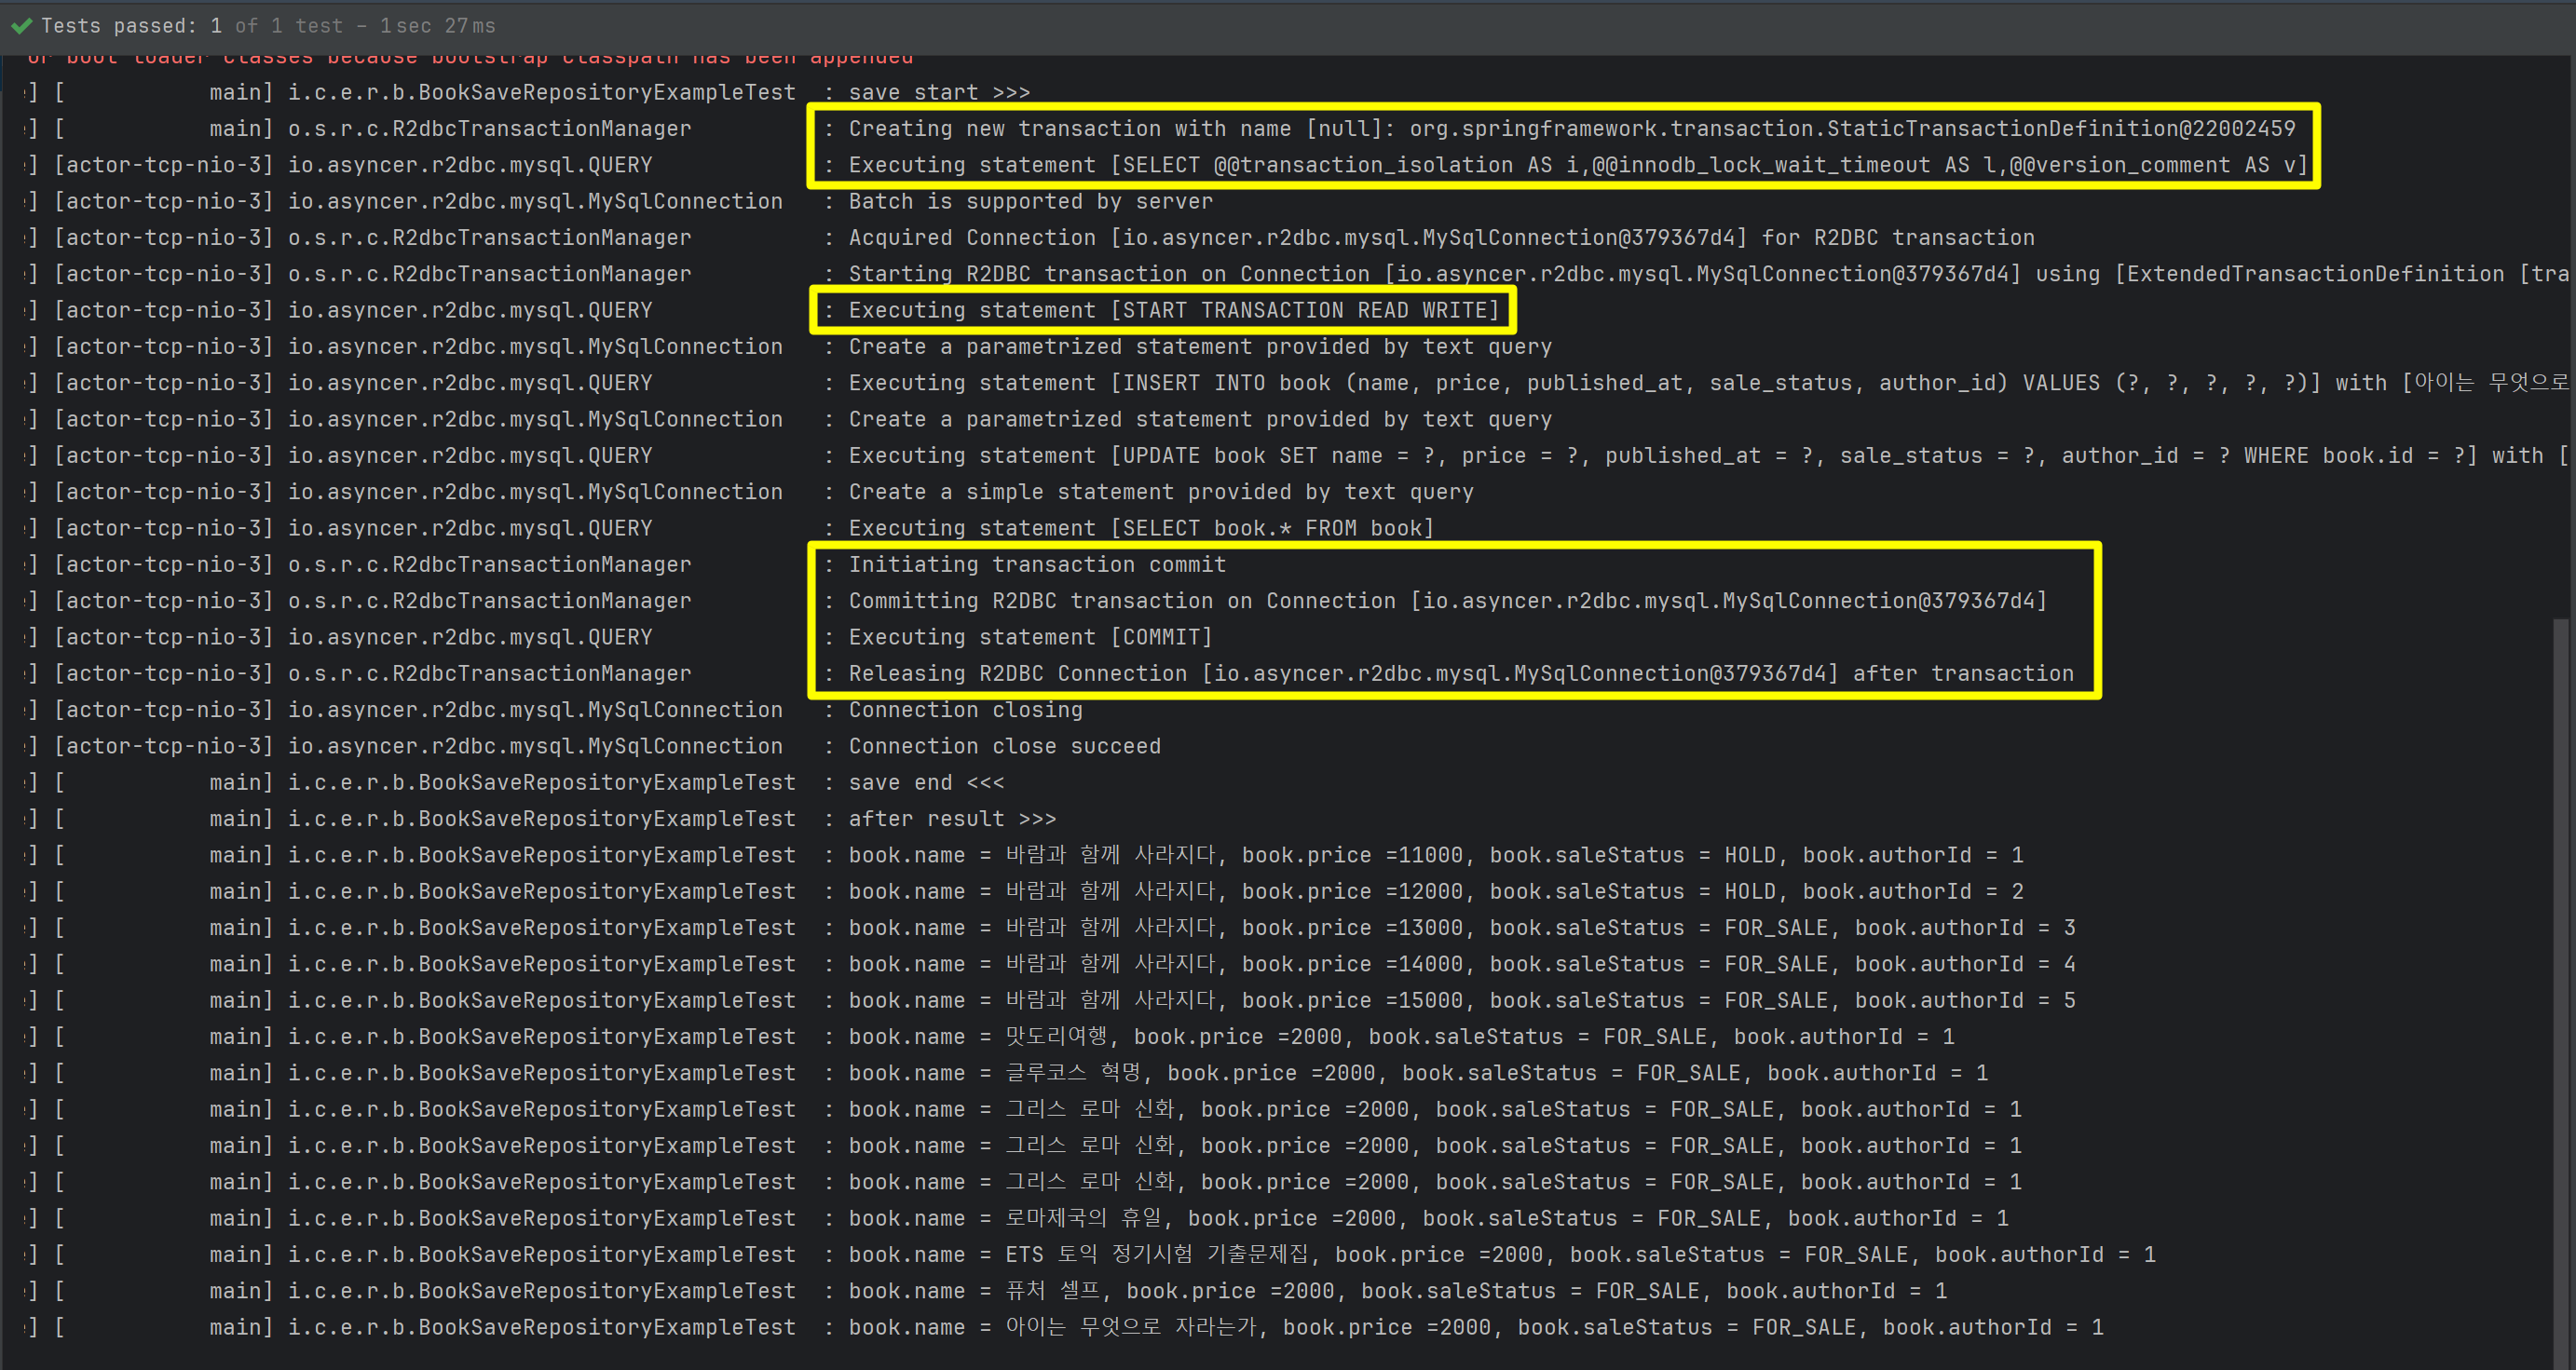 Tests passed: 1 of 1 test – 1 sec 27 ms
or boot loader classes because bootstrap classpath has been appended
] [           main] i.c.e.r.b.BookSaveRepositoryExampleTest  : save start >>>
] [           main] o.s.r.c.R2dbcTransactionManager          : Creating new transaction with name [null]: org.springframework.transaction.StaticTransactionDefinition@22002459
] [actor-tcp-nio-3] io.asyncer.r2dbc.mysql.QUERY             : Executing statement [SELECT @@transaction_isolation AS i,@@innodb_lock_wait_timeout AS l,@@version_comment AS v]
] [actor-tcp-nio-3] io.asyncer.r2dbc.mysql.MySqlConnection   : Batch is supported by server
] [actor-tcp-nio-3] o.s.r.c.R2dbcTransactionManager          : Acquired Connection [io.asyncer.r2dbc.mysql.MySqlConnection@379367d4] for R2DBC transaction
] [actor-tcp-nio-3] o.s.r.c.R2dbcTransactionManager          : Starting R2DBC transaction on Connection [io.asyncer.r2dbc.mysql.MySqlConnection@379367d4] using [ExtendedTransactionDefinition [tra
] [actor-tcp-nio-3] io.asyncer.r2dbc.mysql.QUERY             : Executing statement [START TRANSACTION READ WRITE]
] [actor-tcp-nio-3] io.asyncer.r2dbc.mysql.MySqlConnection   : Create a parametrized statement provided by text query
] [actor-tcp-nio-3] io.asyncer.r2dbc.mysql.QUERY             : Executing statement [INSERT INTO book (name, price, published_at, sale_status, author_id) VALUES (?, ?, ?, ?, ?)] with [아이는 무엇으로
] [actor-tcp-nio-3] io.asyncer.r2dbc.mysql.MySqlConnection   : Create a parametrized statement provided by text query
] [actor-tcp-nio-3] io.asyncer.r2dbc.mysql.QUERY             : Executing statement [UPDATE book SET name = ?, price = ?, published_at = ?, sale_status = ?, author_id = ? WHERE book.id = ?] with [
] [actor-tcp-nio-3] io.asyncer.r2dbc.mysql.MySqlConnection   : Create a simple statement provided by text query
] [actor-tcp-nio-3] io.asyncer.r2dbc.mysql.QUERY             : Executing statement [SELECT book.* FROM book]
] [actor-tcp-nio-3] o.s.r.c.R2dbcTransactionManager          : Initiating transaction commit
] [actor-tcp-nio-3] o.s.r.c.R2dbcTransactionManager          : Committing R2DBC transaction on Connection [io.asyncer.r2dbc.mysql.MySqlConnection@379367d4]
] [actor-tcp-nio-3] io.asyncer.r2dbc.mysql.QUERY             : Executing statement [COMMIT]
] [actor-tcp-nio-3] o.s.r.c.R2dbcTransactionManager          : Releasing R2DBC Connection [io.asyncer.r2dbc.mysql.MySqlConnection@379367d4] after transaction
] [actor-tcp-nio-3] io.asyncer.r2dbc.mysql.MySqlConnection   : Connection closing
] [actor-tcp-nio-3] io.asyncer.r2dbc.mysql.MySqlConnection   : Connection close succeed
] [           main] i.c.e.r.b.BookSaveRepositoryExampleTest  : save end <<<
] [           main] i.c.e.r.b.BookSaveRepositoryExampleTest  : after result >>>
] [           main] i.c.e.r.b.BookSaveRepositoryExampleTest  : book.name = 바람과 함께 사라지다, book.price =11000, book.saleStatus = HOLD, book.authorId = 1
] [           main] i.c.e.r.b.BookSaveRepositoryExampleTest  : book.name = 바람과 함께 사라지다, book.price =12000, book.saleStatus = HOLD, book.authorId = 2
] [           main] i.c.e.r.b.BookSaveRepositoryExampleTest  : book.name = 바람과 함께 사라지다, book.price =13000, book.saleStatus = FOR_SALE, book.authorId = 3
] [           main] i.c.e.r.b.BookSaveRepositoryExampleTest  : book.name = 바람과 함께 사라지다, book.price =14000, book.saleStatus = FOR_SALE, book.authorId = 4
] [           main] i.c.e.r.b.BookSaveRepositoryExampleTest  : book.name = 바람과 함께 사라지다, book.price =15000, book.saleStatus = FOR_SALE, book.authorId = 5
] [           main] i.c.e.r.b.BookSaveRepositoryExampleTest  : book.name = 맛도리여행, book.price =2000, book.saleStatus = FOR_SALE, book.authorId = 1
] [           main] i.c.e.r.b.BookSaveRepositoryExampleTest  : book.name = 글루코스 혁명, book.price =2000, book.saleStatus = FOR_SALE, book.authorId = 1
] [           main] i.c.e.r.b.BookSaveRepositoryExampleTest  : book.name = 그리스 로마 신화, book.price =2000, book.saleStatus = FOR_SALE, book.authorId = 1
] [           main] i.c.e.r.b.BookSaveRepositoryExampleTest  : book.name = 그리스 로마 신화, book.price =2000, book.saleStatus = FOR_SALE, book.authorId = 1
] [           main] i.c.e.r.b.BookSaveRepositoryExampleTest  : book.name = 그리스 로마 신화, book.price =2000, book.saleStatus = FOR_SALE, book.authorId = 1
] [           main] i.c.e.r.b.BookSaveRepositoryExampleTest  : book.name = 로마제국의 휴일, book.price =2000, book.saleStatus = FOR_SALE, book.authorId = 1
] [           main] i.c.e.r.b.BookSaveRepositoryExampleTest  : book.name = ETS 토익 정기시험 기출문제집, book.price =2000, book.saleStatus = FOR_SALE, book.authorId = 1
] [           main] i.c.e.r.b.BookSaveRepositoryExampleTest  : book.name = 퓨처 셀프, book.price =2000, book.saleStatus = FOR_SALE, book.authorId = 1
] [           main] i.c.e.r.b.BookSaveRepositoryExampleTest  : book.name = 아이는 무엇으로 자라는가, book.price =2000, book.saleStatus = FOR_SALE, book.authorId = 1